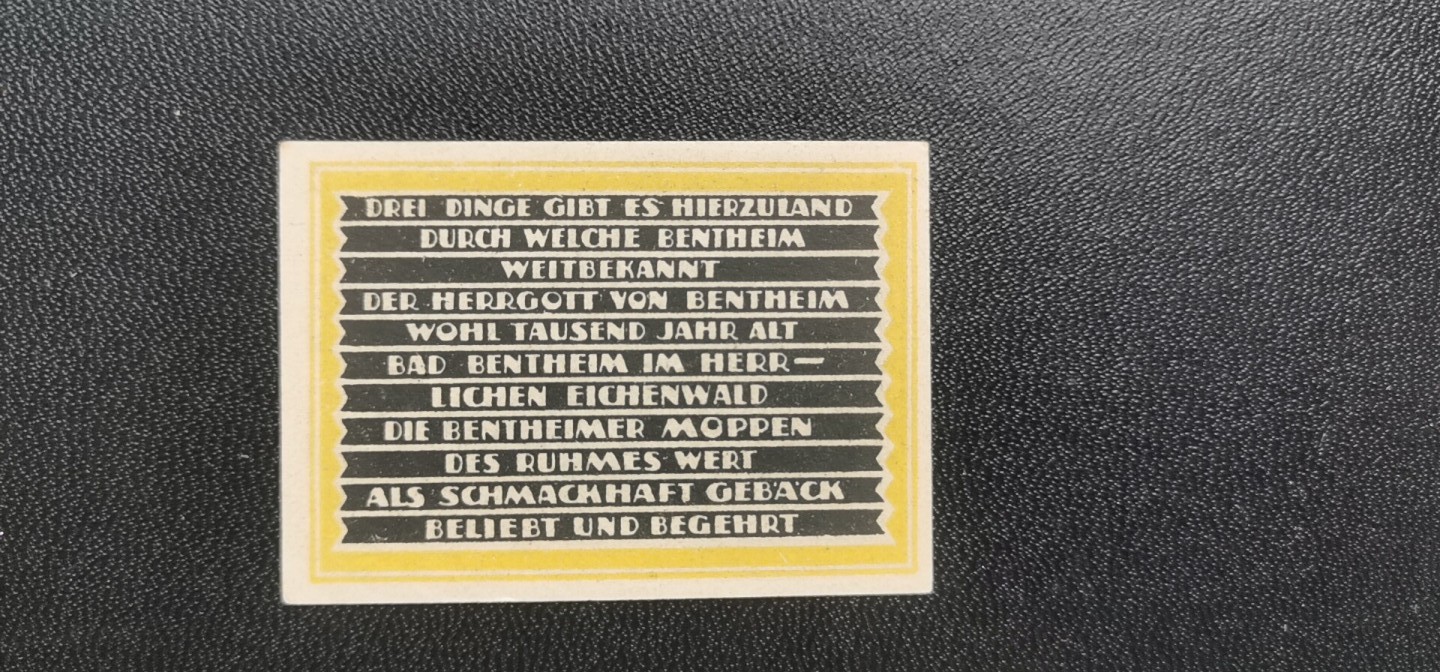 DREI DINGE GIBT ES HIERZULAND
DURCH WELCHE BENTHEIM
WEITBEKANNT
DER HERRGOTT VON BENTHEIM
WOHL TAUSEND JAHR ALT
BAD BENTHEIM IM HERR—
LICHEN EICHENWALD
DIE BENTHEIMER MOPPEN
DES RUHMES WERT
ALS SCHMACKHAFT GEBÄCK
BELIEBT UND BEGEHRT